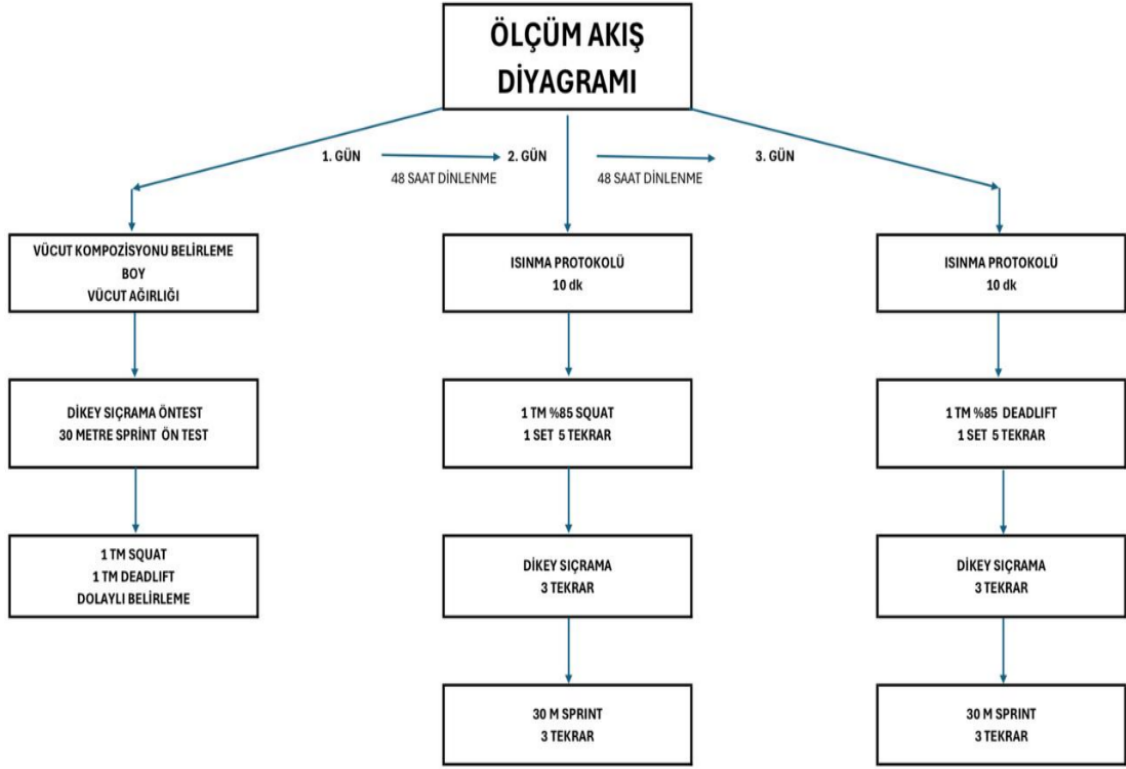 ÖLÇÜM AKIŞ
DİYAGRAMI
1. GÜN
2. GÜN
3. GÜN
48 SAAT DİNLENME
48 SAAT DİNLENME
VÜCUT KOMPOZİSYONU BELİRLEME
BOY
VÜCUT AĞIRLIĞI
DİKEY SIÇRAMA ÖNTEST
30 METRE SPRINT ÖN TEST
1 TM SQUAT
1 TM DEADLIFT
DOLAYLI BELİRLEME
ISINMA PROTOKOLÜ
10 dk
1 TM %85 SQUAT
1 SET 5 TEKRAR
DİKEY SIÇRAMA
3 TEKRAR
30 M SPRINT
3 TEKRAR
ISINMA PROTOKOLÜ
10 dk
1 TM %85 DEADLIFT
1 SET 5 TEKRAR
DİKEY SIÇRAMA
3 TEKRAR
30 M SPRINT
3 TEKRAR